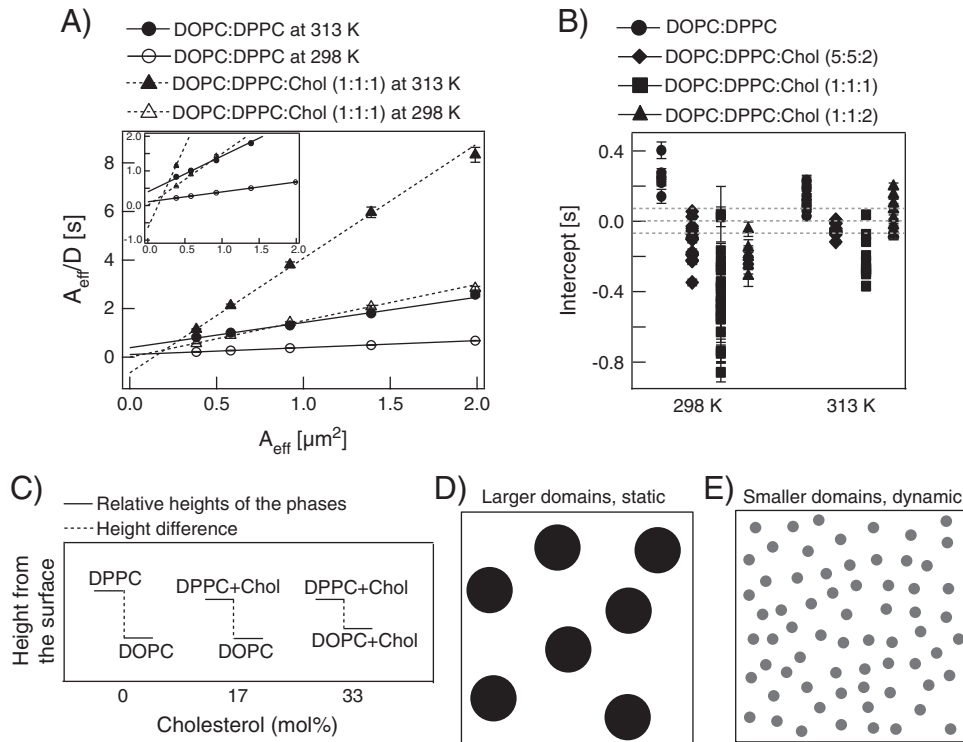 A)
DOPC:DPPC at 313 K
DOPC:DPPC at 298 K
DOPC:DPPC:Chol (1:1:1) at 313 K
DOPC:DPPC:Chol (1:1:1) at 298 K
A_eff/D [s]
8
6
4
2
0
2.0
1.0
0.0
-1.0
0.0 0.5 1.0 1.5 2.0
0.0 0.5 1.0 1.5 2.0
A_eff [µm²]
B)
DOPC:DPPC
DOPC:DPPC:Chol (5:5:2)
DOPC:DPPC:Chol (1:1:1)
DOPC:DPPC:Chol (1:1:2)
Intercept [s]
0.4
0.0
-0.4
-0.8
298 K 313 K
C)
Relative heights of the phases
Height difference
Height from
the surface
DPPC DPPC+Chol DPPC+Chol
DOPC DOPC DOPC+Chol
0 17 33
Cholesterol (mol%)
D)
Larger domains, static
E)
Smaller domains, dynamic